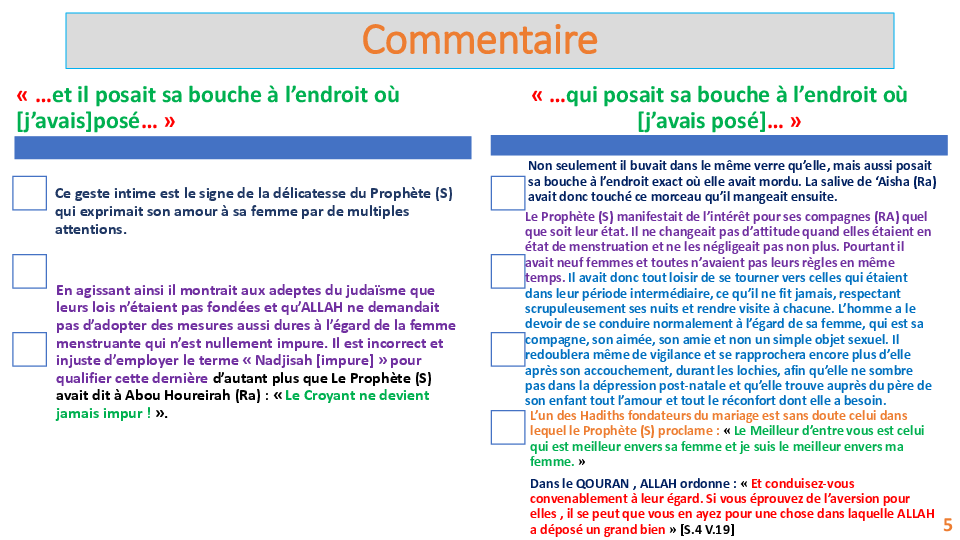 Commentaire
« …et il posait sa bouche à l’endroit où
[j’avais]posé… »
Ce geste intime est le signe de la délicatesse du Prophète (S)
qui exprimait son amour à sa femme par de multiples
attentions.
En agissant ainsi il montrait aux adeptes du judaïsme que
leurs lois n’étaient pas fondées et qu’ALLAH ne demandait
pas d’adopter des mesures aussi dures à l’égard de la femme
menstruante qui n’est nullement impure. Il est incorrect et
injuste d’employer le terme « Nadjisah [impure] » pour
qualifier cette dernière d’autant plus que Le Prophète (S)
avait dit à Abou Houreirah (Ra) : « Le Croyant ne devient
jamais impur ! ».
« …qui posait sa bouche à l’endroit où
[j’avais posé]… »
Non seulement il buvait dans le même verre qu’elle, mais aussi posait
sa bouche à l’endroit exact où elle avait mordu. La salive de ‘Aisha (Ra)
avait donc touché ce morceau qu’il mangeait ensuite.
Le Prophète (S) manifestait de l’intérêt pour ses compagnes (RA) quel
que soit leur état. Il ne changeait pas d’attitude quand elles étaient en
état de menstruation et ne les négligeait pas non plus. Pourtant il
avait neuf femmes et toutes n’avaient pas leurs règles en même
temps. Il avait donc tout loisir de se tourner vers celles qui étaient
dans leur période intermédiaire, ce qu’il ne fit jamais, respectant
scrupuleusement ses nuits et rendre visite à chacune. L’homme a le
devoir de se conduire normalement à l’égard de sa femme, qui est sa
compagne, son aimée, son amie et non un simple objet sexuel. Il
redoublera même de vigilance et se rapprochera encore plus d’elle
après son accouchement, durant les lochies, afin qu’elle ne sombre
pas dans la dépression post-natale et qu’elle trouve auprès du père de
son enfant tout l’amour et tout le réconfort dont elle a besoin.
L’un des Hadiths fondateurs du mariage est sans doute celui dans
lequel le Prophète (S) proclame : « Le Meilleur d’entre vous est celui
qui est meilleur envers sa femme et je suis le meilleur envers ma
femme. »
Dans le QOURAN , ALLAH ordonne : « Et conduisez-vous
convenablement à leur égard. Si vous éprouvez de l’aversion pour
elles , il se peut que vous en ayez pour une chose dans laquelle ALLAH
a déposé un grand bien » [S.4 V.19]
5